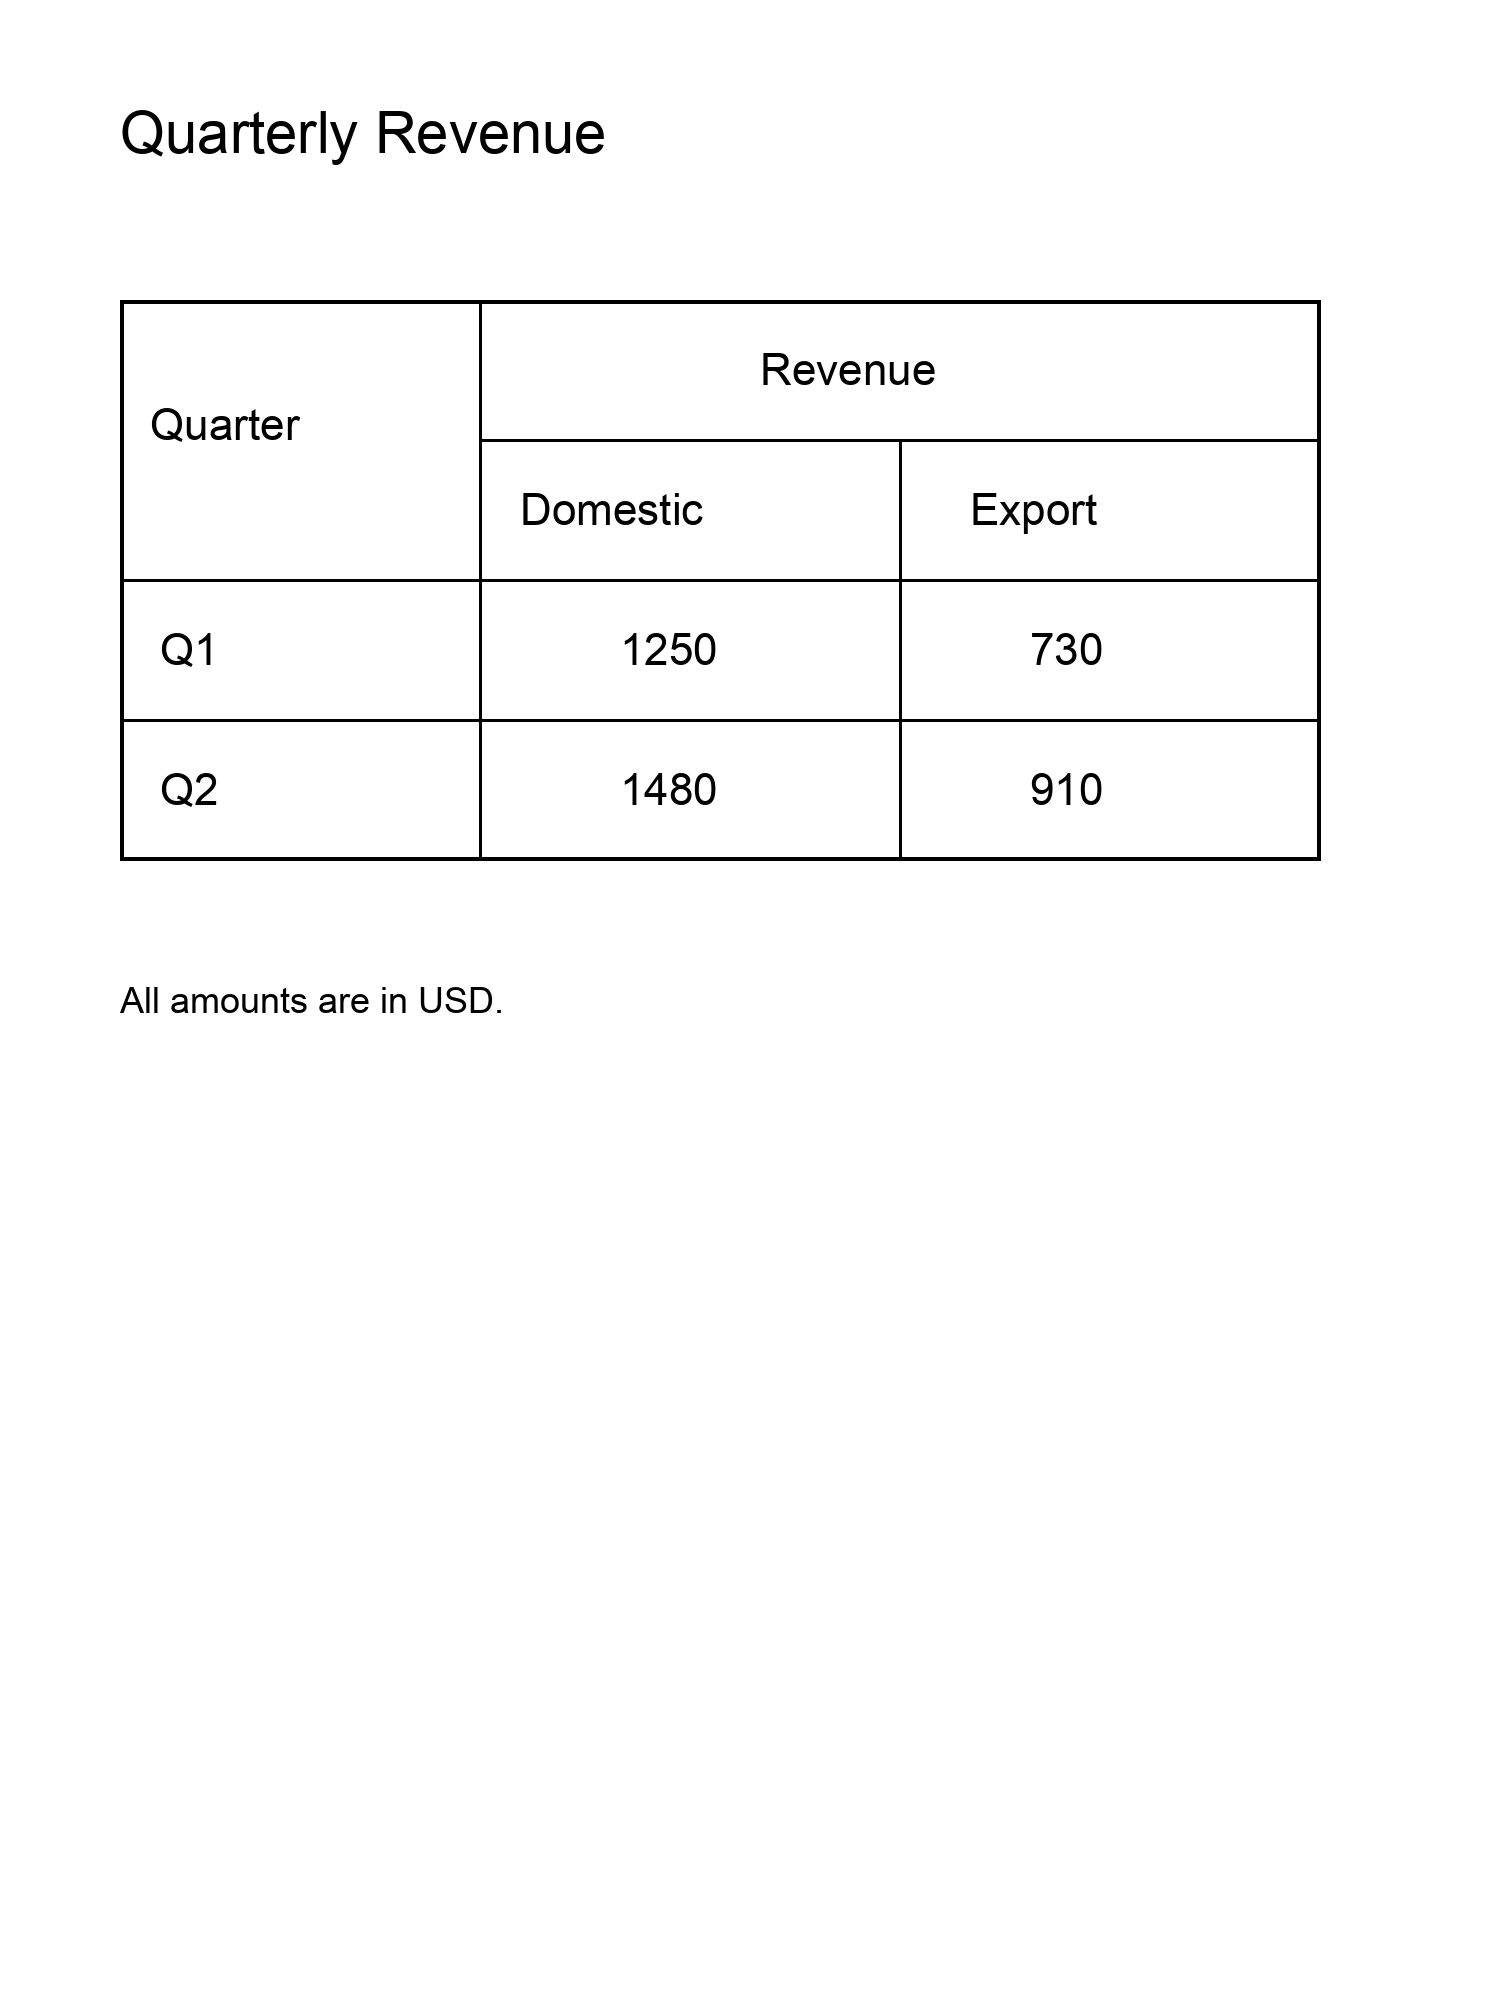 Quarterly Revenue
Quarter
Revenue
Domestic Export
Q1 1250 730
Q2 1480 910
All amounts are in USD.